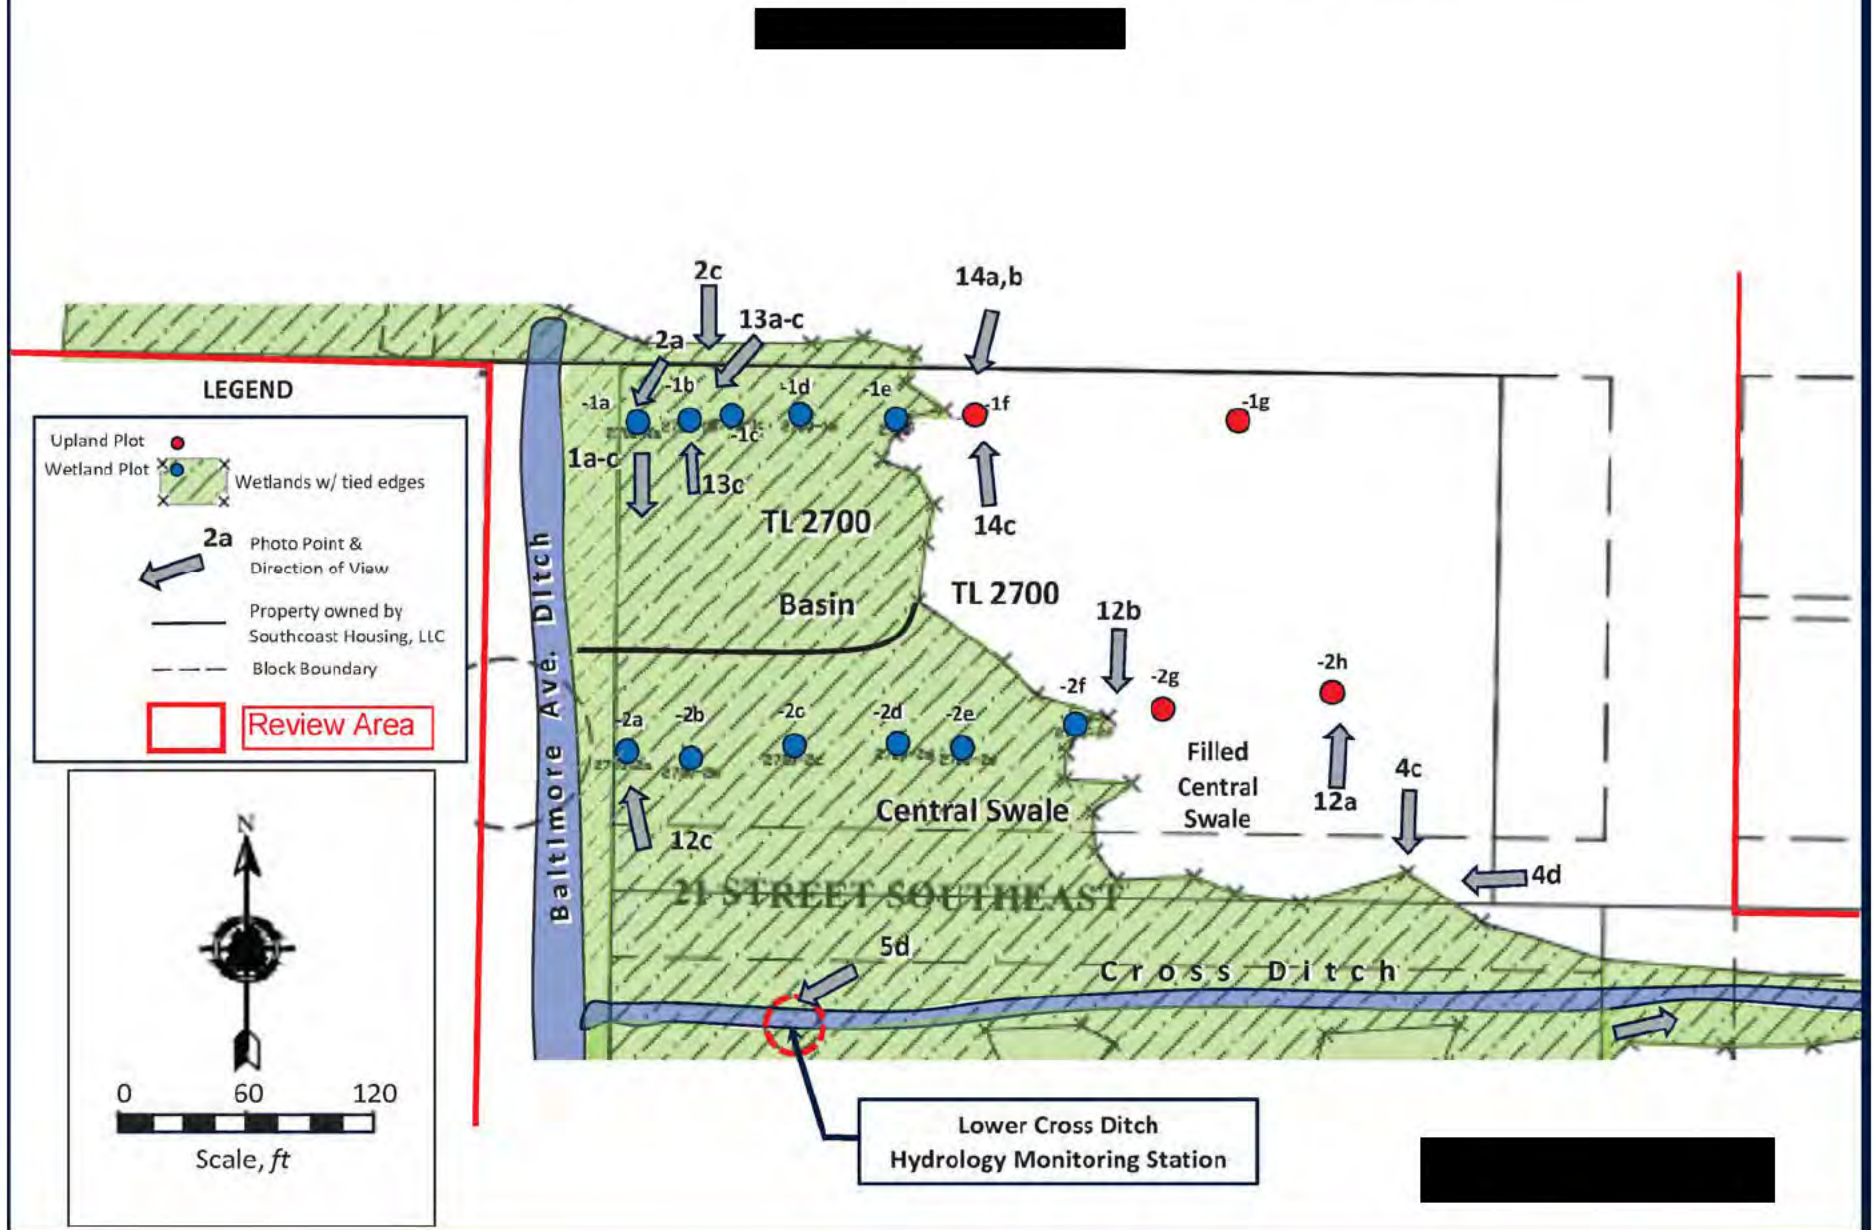 2c
14a,b
13a-c
2a
-1b
-1d
-1e
-1a
-1f
-1g
-1c
1a-c
13c
14c
TL 2700
Basin
TL 2700
12b
-2f
-2g
-2h
-2a
-2b
-2c
-2d
-2e
Filled
Central
Swale
4c
12a
Central Swale
12c
4d
21 STREET SOUTHEAST
5d
Cross Ditch
Baltimore Ave. Ditch
Lower Cross Ditch
Hydrology Monitoring Station
LEGEND
Upland Plot
Wetland Plot
Wetlands w/ tied edges
2a
Photo Point &
Direction of View
Property owned by
Southcoast Housing, LLC
Block Boundary
Review Area
N
0 60 120
Scale, ft